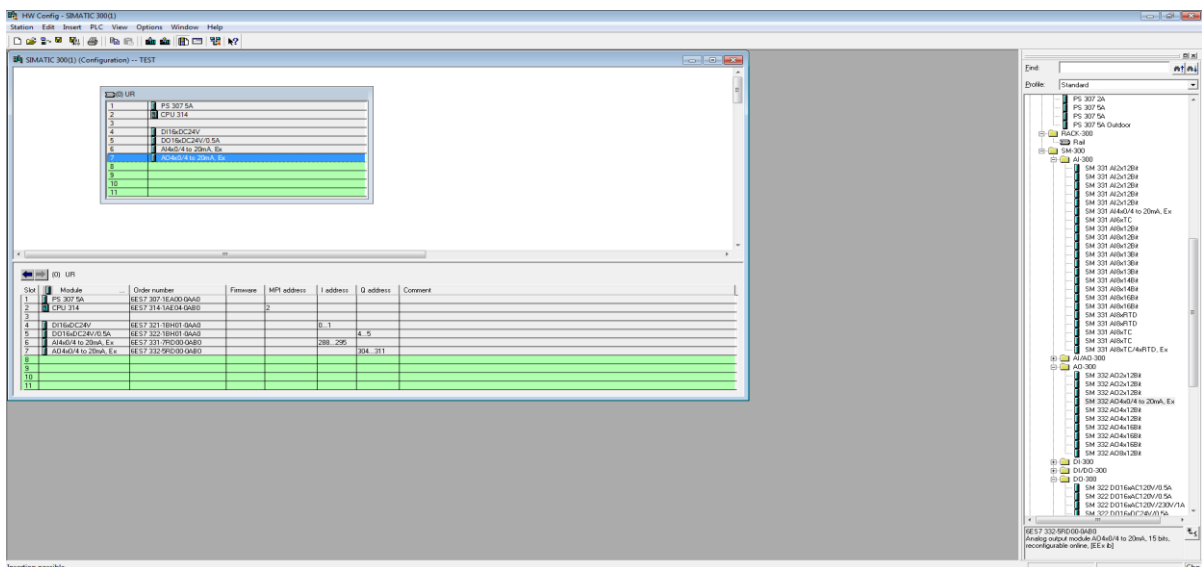 HW Config - SIMATIC 300(1)
Station Edit Insert PLC View Options Window Help
SIMATIC 300(1) (Configuration) -- TEST
(0) UR
1 PS 307 5A
2 CPU 314
3
4 DI16xDC24V
5 DO16xDC24V/0.5A
6 AI4x0/4 to 20mA, Ex
7 AO4x0/4 to 20mA, Ex
8
9
10
11
(0) UR
Slot Module ... Order number Firmware MPI address I address Q address Comment
1 PS 307 5A 6ES7 307-1EA00-0AA0
2 CPU 314 6ES7 314-1AE04-0AB0 2
3
4 DI16xDC24V 6ES7 321-1BH01-0AA0 0...1
5 DO16xDC24V/0.5A 6ES7 322-1BH01-0AA0 4...5
6 AI4x0/4 to 20mA, Ex 6ES7 331-7RD00-0AB0 288...295
7 AO4x0/4 to 20mA, Ex 6ES7 332-5RD00-0AB0 304...311
8
9
10
11
Find:
Profile: Standard
PS 307 2A
PS 307 5A
PS 307 5A
PS 307 5A Outdoor
RACK-300
Rail
SM-300
AI-300
SM 331 AI2x12Bit
SM 331 AI2x12Bit
SM 331 AI2x12Bit
SM 331 AI2x12Bit
SM 331 AI2x12Bit
SM 331 AI4x0/4 to 20mA, Ex
SM 331 AI6xTC
SM 331 AI8x12Bit
SM 331 AI8x12Bit
SM 331 AI8x12Bit
SM 331 AI8x13Bit
SM 331 AI8x13Bit
SM 331 AI8x13Bit
SM 331 AI8x14Bit
SM 331 AI8x14Bit
SM 331 AI8x16Bit
SM 331 AI8x16Bit
SM 331 AI8xRTD
SM 331 AI8xRTD
SM 331 AI8xTC
SM 331 AI8xTC
SM 331 AI8xTC/4xRTD, Ex
AI/AO-300
AO-300
SM 332 AO2x12Bit
SM 332 AO2x12Bit
SM 332 AO2x12Bit
SM 332 AO4x0/4 to 20mA, Ex
SM 332 AO4x12Bit
SM 332 AO4x12Bit
SM 332 AO4x16Bit
SM 332 AO4x16Bit
SM 332 AO8x12Bit
DI-300
DI/DO-300
DO-300
SM 322 DO16xAC120V/0.5A
SM 322 DO16xAC120V/0.5A
SM 322 DO16xAC120V/230V/1A
SM 322 DO16xDC24V/0.5A
6ES7 332-5RD00-0AB0
Analog output module AO4x0/4 to 20mA, 15 bits,
reconfigurable online, [EEx ib]
Insertion possible
Chg